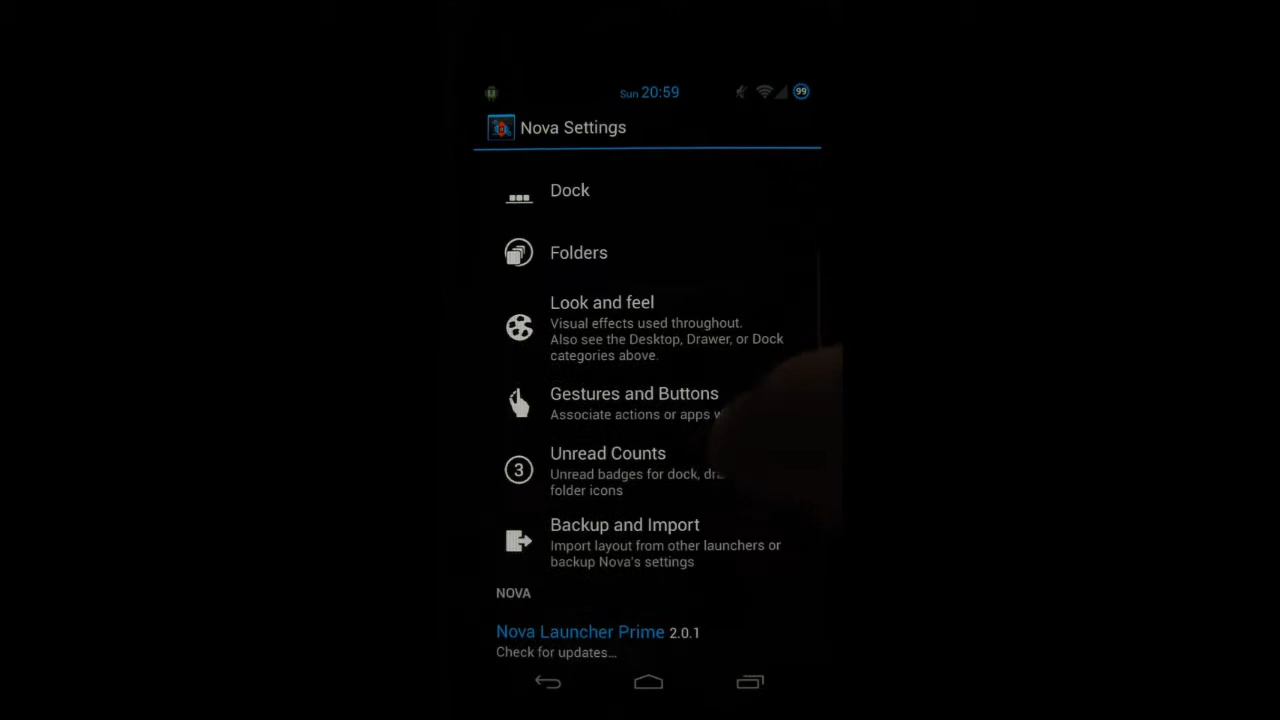 Sun 20:59
99
Nova Settings
Dock
Folders
Look and feel
Visual effects used throughout.
Also see the Desktop, Drawer, or Dock
categories above.
Gestures and Buttons
Associate actions or apps
Unread Counts
Unread badges for dock,
folder icons
3
Backup and Import
Import layout from other launchers or
backup Nova's settings
NOVA
Nova Launcher Prime 2.0.1
Check for updates...